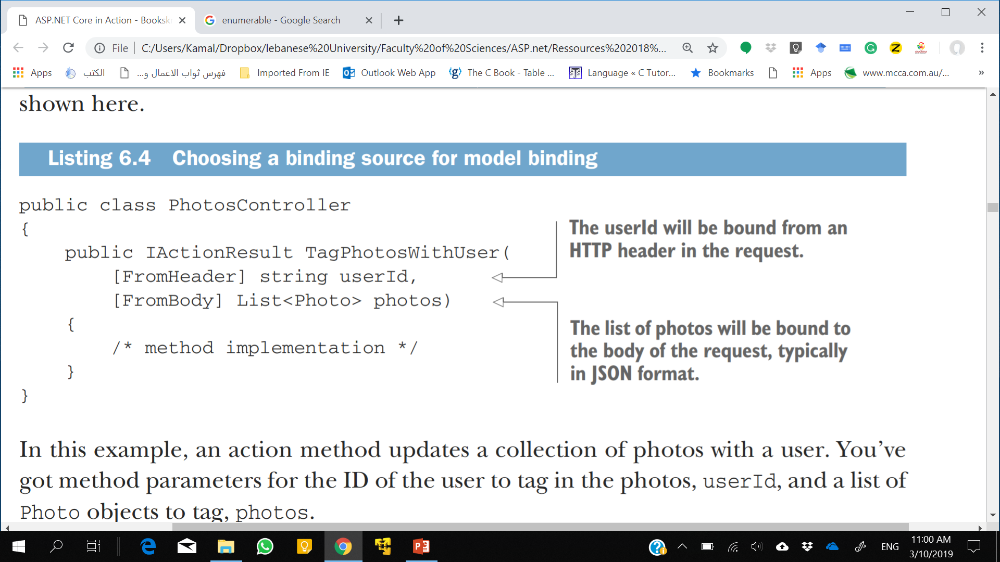 ASP.NET Core in Action - Booksk
enumerable - Google Search
File
C:/Users/Kamal/Dropbox/lebanese%20University/Faculty%20of%20Sciences/ASP.net/Ressources%202018%...
Apps
الكتب
فهرس ثواب الاعمال و...
Imported From IE
Outlook Web App
The C Book - Table ...
Language « C Tutor...
Bookmarks
Apps
www.mcca.com.au/...
»
shown here.
Listing 6.4 Choosing a binding source for model binding
public class PhotosController
{
public IActionResult TagPhotosWithUser(
[FromHeader] string userId,
[FromBody] List<Photo> photos)
{
/* method implementation */
}
}
The userId will be bound from an
HTTP header in the request.
The list of photos will be bound to
the body of the request, typically
in JSON format.
In this example, an action method updates a collection of photos with a user. You’ve
got method parameters for the ID of the user to tag in the photos, userId, and a list of
Photo objects to tag, photos.
ENG
11:00 AM
3/10/2019